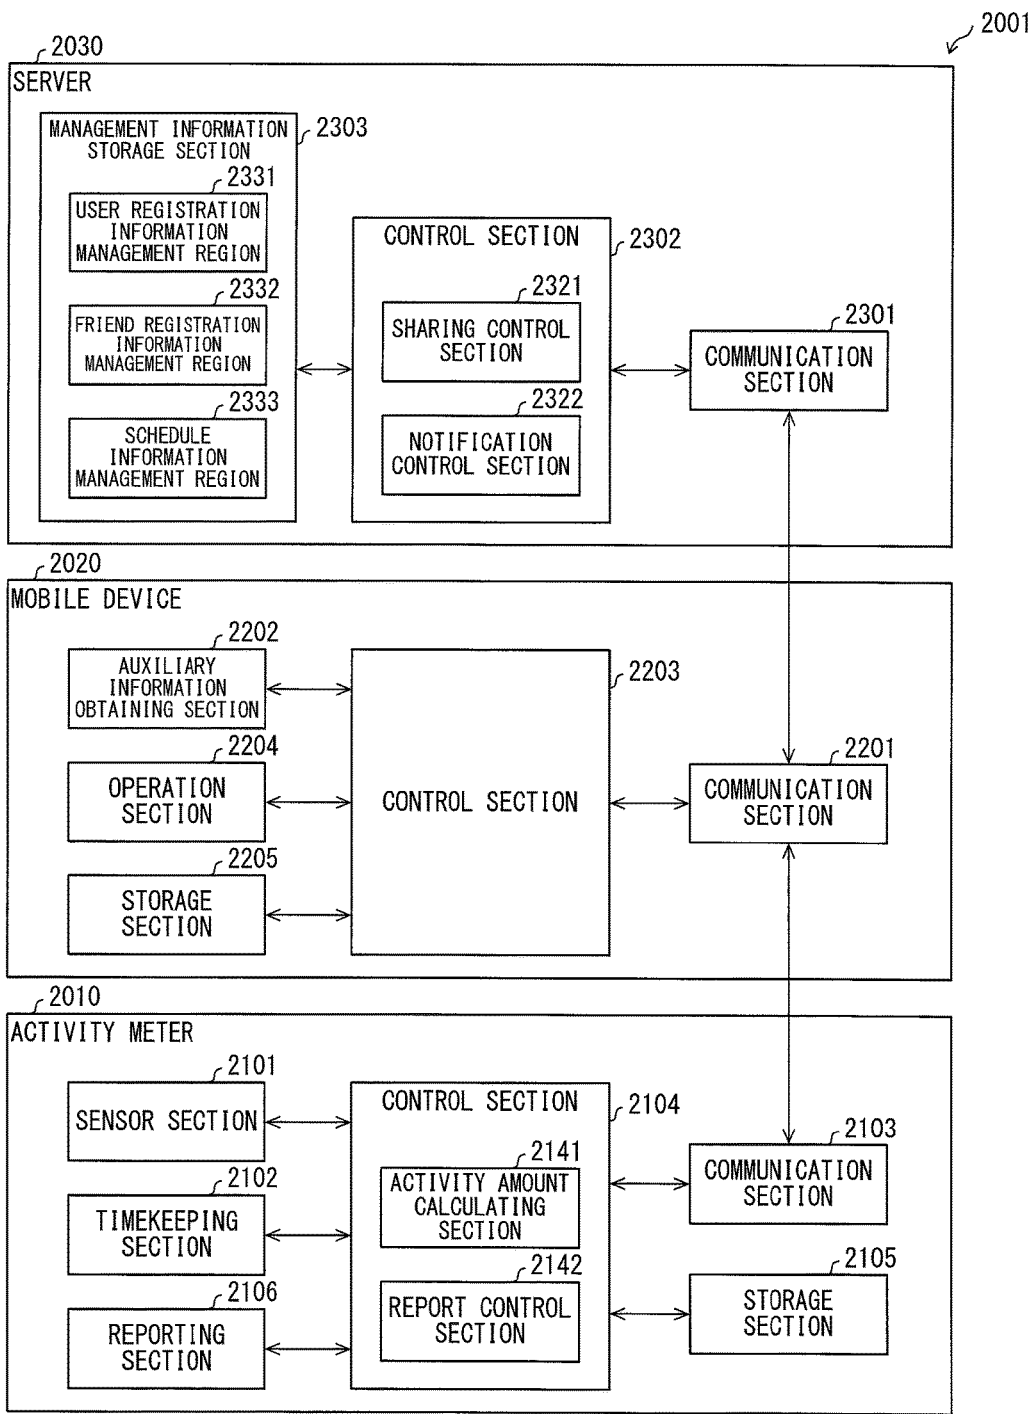 2001
2030
SERVER
MANAGEMENT INFORMATION
STORAGE SECTION
2303
2331
USER REGISTRATION
INFORMATION
MANAGEMENT REGION
2332
FRIEND REGISTRATION
INFORMATION
MANAGEMENT REGION
2333
SCHEDULE
INFORMATION
MANAGEMENT REGION
CONTROL SECTION
2302
2321
SHARING CONTROL
SECTION
2322
NOTIFICATION
CONTROL SECTION
2301
COMMUNICATION
SECTION
2020
MOBILE DEVICE
2202
AUXILIARY
INFORMATION
OBTAINING SECTION
2204
OPERATION
SECTION
2205
STORAGE
SECTION
2203
CONTROL SECTION
2201
COMMUNICATION
SECTION
2010
ACTIVITY METER
2101
SENSOR SECTION
2102
TIMEKEEPING
SECTION
2106
REPORTING
SECTION
CONTROL SECTION
2104
2141
ACTIVITY AMOUNT
CALCULATING
SECTION
2142
REPORT CONTROL
SECTION
2103
COMMUNICATION
SECTION
2105
STORAGE
SECTION